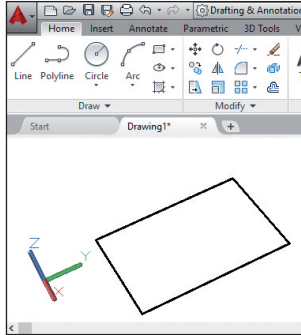 Drafting & Annotation
Home Insert Annotate Parametric 3D Tools V
Line Polyline Circle Arc
Draw Modify
Start Drawing1* +
Z
Y
X